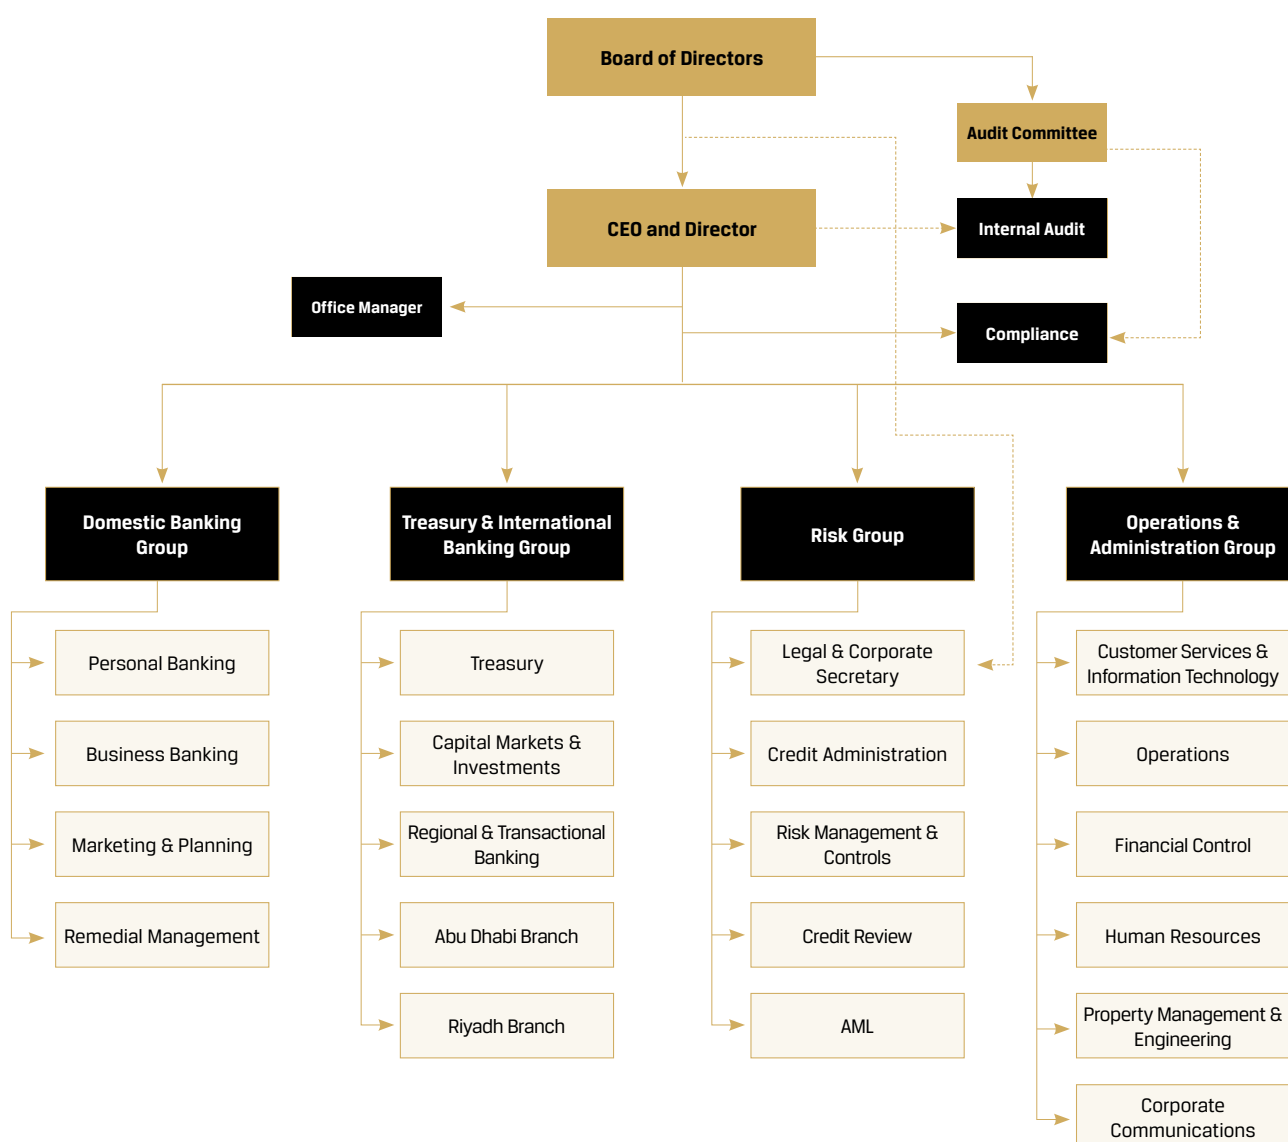 Board of Directors
Audit Committee
CEO and Director
Internal Audit
Office Manager
Compliance
Domestic Banking
Group
Treasury & International
Banking Group
Risk Group
Operations &
Administration Group
Personal Banking
Business Banking
Marketing & Planning
Remedial Management
Treasury
Capital Markets &
Investments
Regional & Transactional
Banking
Abu Dhabi Branch
Riyadh Branch
Legal & Corporate
Secretary
Credit Administration
Risk Management &
Controls
Credit Review
AML
Customer Services &
Information Technology
Operations
Financial Control
Human Resources
Property Management &
Engineering
Corporate
Communications